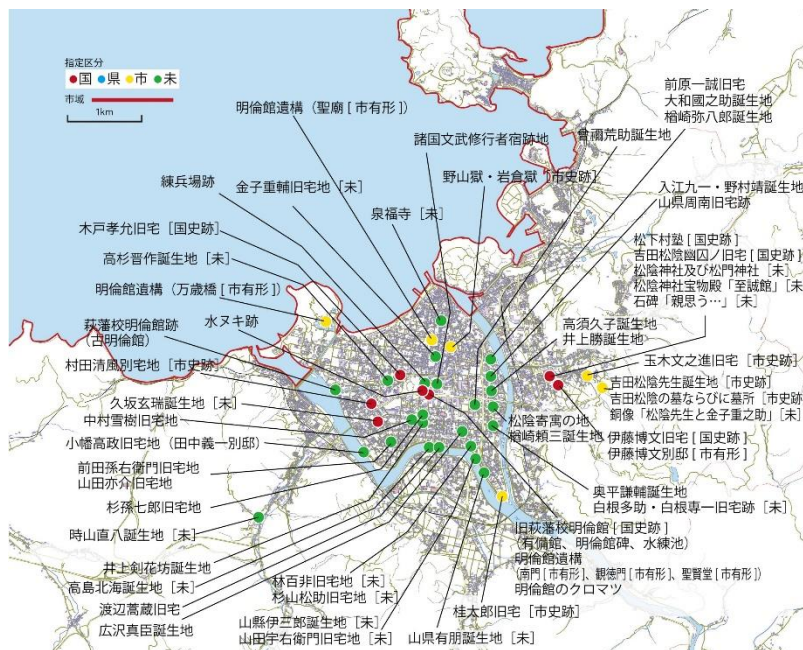 指定区分
国 県 市 未
市域
1km
明倫館遺構（聖廟［市有形］）
諸国文武修行者宿跡地
曾禰荒助誕生地
前原一誠旧宅
大和國之助誕生地
楢崎弥八郎誕生地
練兵場跡
金子重輔旧宅地［未］
泉福寺［未］
野山獄・岩倉獄［市史跡］
入江九一・野村靖誕生地
山県周南旧宅跡
木戸孝允旧宅［国史跡］
高杉晋作誕生地［未］
明倫館遺構（万歳橋［市有形］）
水ヌキ跡
萩藩校明倫館跡
（古明倫館）
村田清風別宅地［市史跡］
久坂玄瑞誕生地［未］
中村雪樹旧宅地
小幡高政旧宅地（田中義一別邸）
前田孫右衛門旧宅地
山田亦介旧宅地
杉孫七郎旧宅地
時山直八誕生地［未］
井上剣花坊誕生地
高島北海誕生地［未］
渡辺蒿蔵旧宅
広沢真臣誕生地
松下村塾［国史跡］
吉田松陰幽囚ノ旧宅［国史跡］
松陰神社及び松門神社［未］
松陰神社宝物殿「至誠館」［未
石碑「親思う…」［未］
高須久子誕生地
井上勝誕生地
玉木文之進旧宅［市史跡］
吉田松陰先生誕生地［市史跡］
吉田松陰の墓ならびに墓所［市史跡
銅像「松陰先生と金子重之助」［未］
松陰寄寓の地
楢崎頼三誕生地
伊藤博文旧宅［国史跡］
伊藤博文別邸［市有形］
奥平謙輔誕生地
白根多助・白根専一旧宅跡［未］
旧萩藩校明倫館［国史跡］
（有備館、明倫館碑、水練池）
明倫館遺構
（南門［市有形］、観徳門［市有形］、聖賢堂［市有形］）
明倫館のクロマツ
林百非旧宅地［未］
杉山松助旧宅地［未］
山縣伊三郎誕生地［未］
山田宇右衛門旧宅地［未］
桂太郎旧宅［市史跡］
山県有朋誕生地［未］